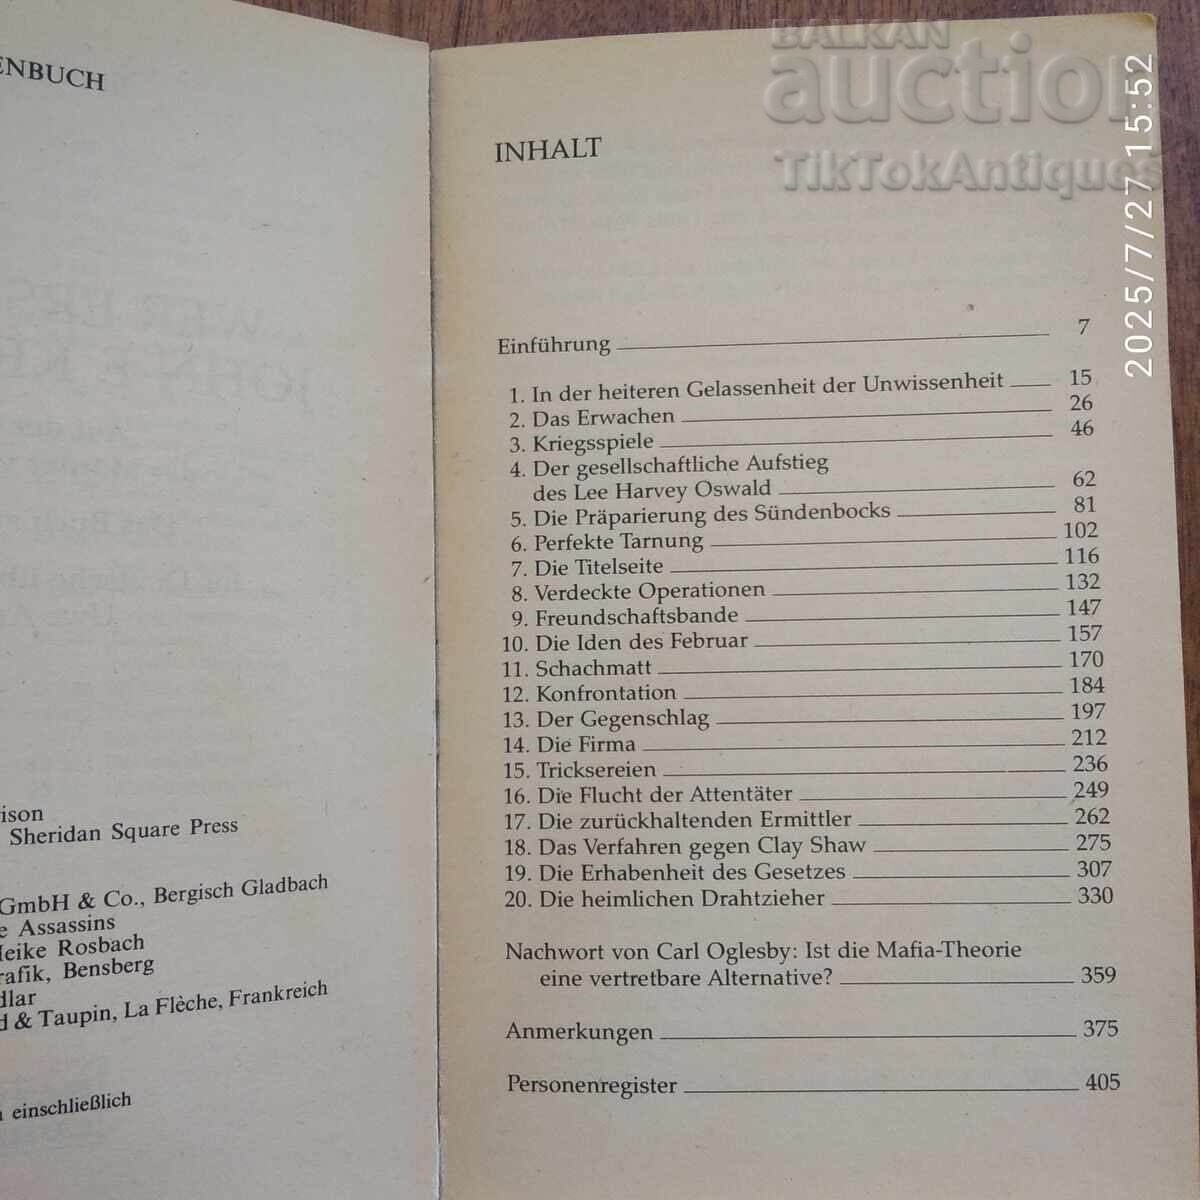 ENBUCH
ison
Sheridan Square Press
GmbH & Co., Bergisch Gladbach
e Assassins
Heike Rosbach
rafik, Bensberg
dlar
d & Taupin, La Flèche, Frankreich
einschließlich
INHALT
Einführung 7
1. In der heiteren Gelassenheit der Unwissenheit 15
2. Das Erwachen 26
3. Kriegsspiele 46
4. Der gesellschaftliche Aufstieg
des Lee Harvey Oswald 62
5. Die Präparierung des Sündenbocks 81
6. Perfekte Tarnung 102
7. Die Titelseite 116
8. Verdeckte Operationen 132
9. Freundschaftsbande 147
10. Die Iden des Februar 157
11. Schachmatt 170
12. Konfrontation 184
13. Der Gegenschlag 197
14. Die Firma 212
15. Tricksereien 236
16. Die Flucht der Attentäter 249
17. Die zurückhaltenden Ermittler 262
18. Das Verfahren gegen Clay Shaw 275
19. Die Erhabenheit des Gesetzes 307
20. Die heimlichen Drahtzieher 330
Nachwort von Carl Oglesby: Ist die Mafia-Theorie
eine vertretbare Alternative? 359
Anmerkungen 375
Personenregister 405
BALKAN
auction
TikTokAntiques
2025/7/27 15:52